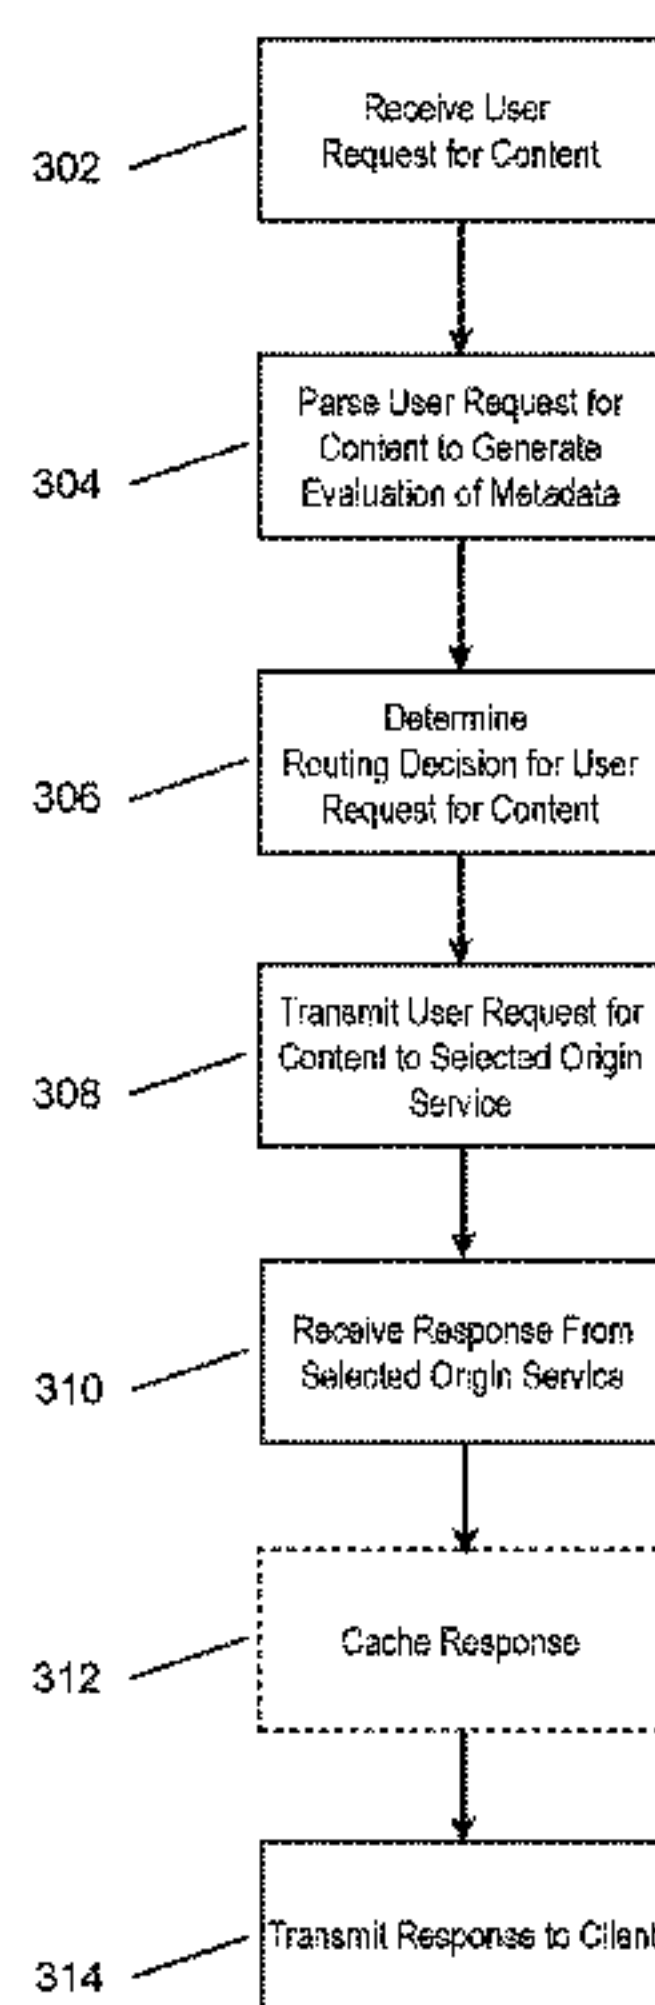 Receive User
Request for Content
302
Parse User Request for
Content to Generate
Evaluation of Metadata
304
Determine
Routing Decision for User
Request for Content
306
Transmit User Request for
Content to Selected Origin
Service
308
Receive Response From
Selected Origin Service
310
Cache Response
312
Transmit Response to Client
314